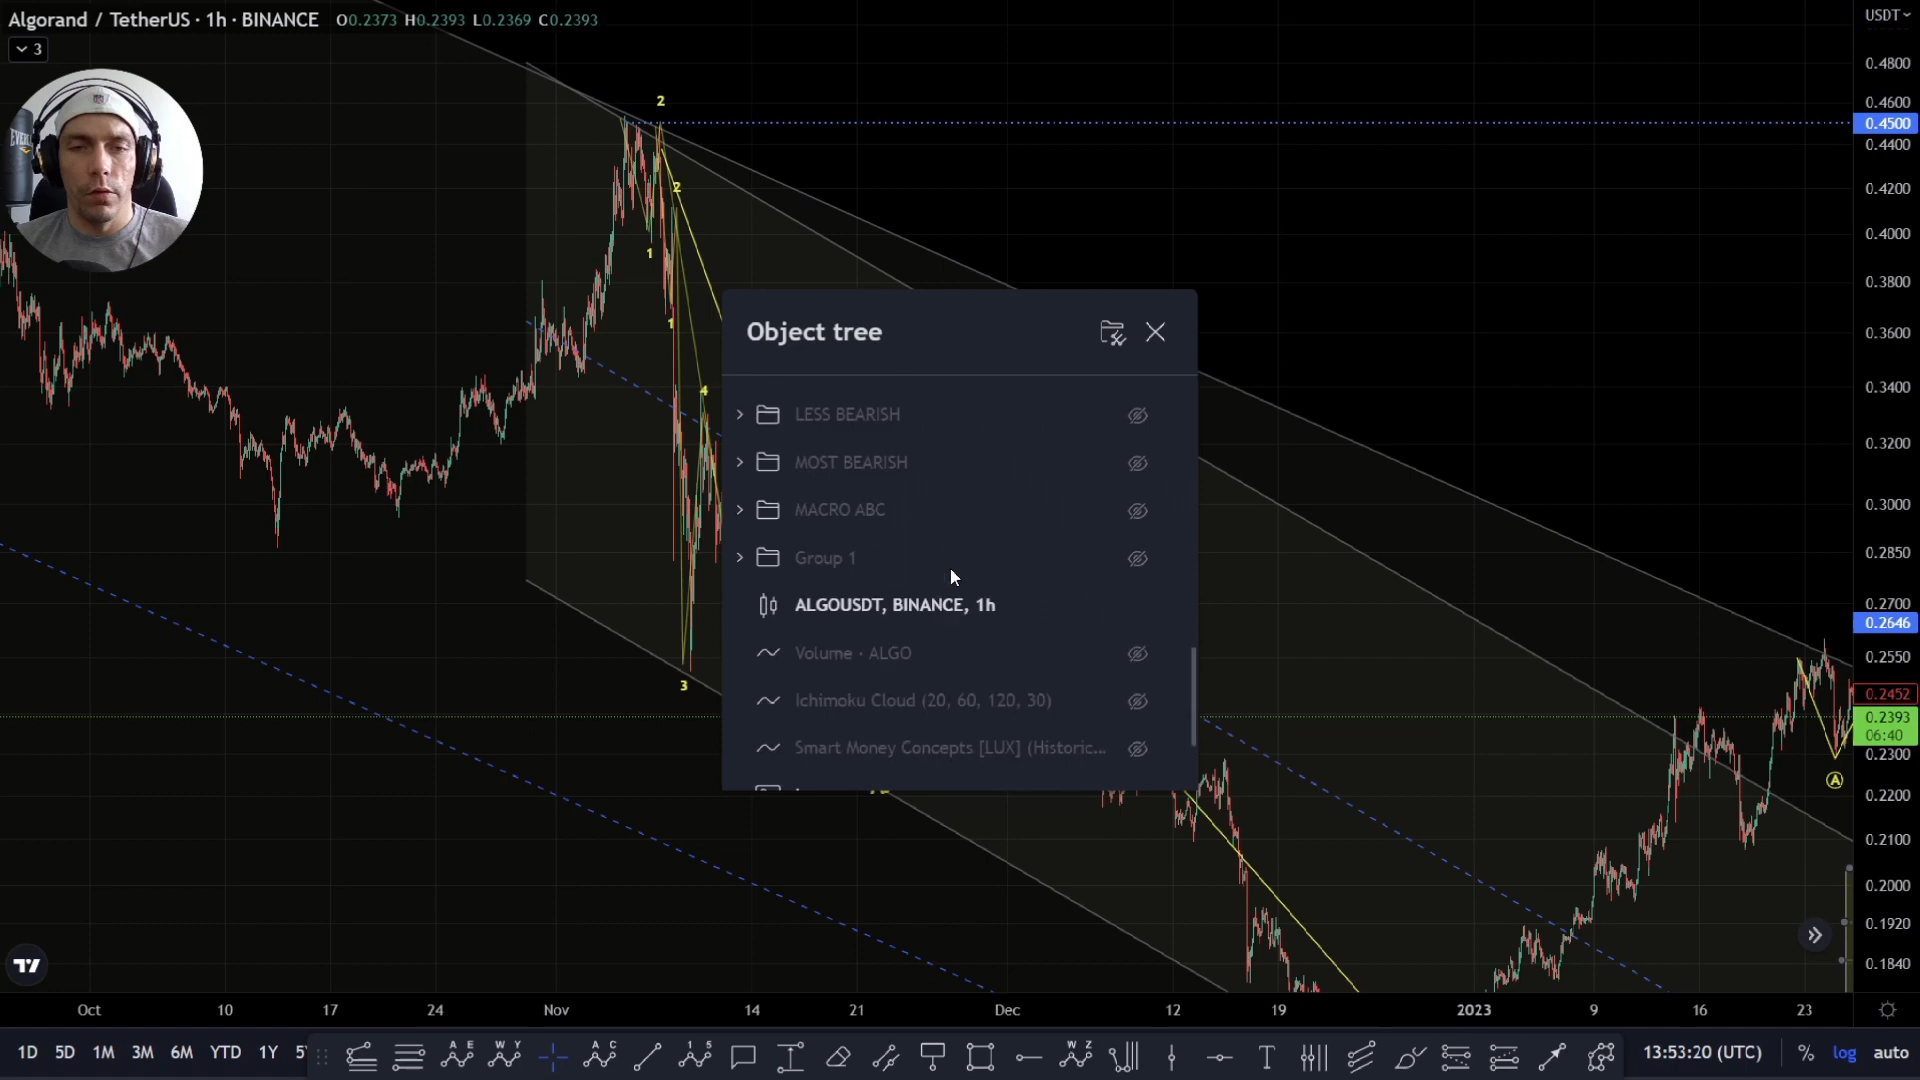 Algorand / TetherUS · 1h · BINANCE O0.2373 H0.2393 L0.2369 C0.2393
USDT
3
0.4800
0.4600
0.4500
0.4400
0.4200
0.4000
0.3800
0.3600
0.3400
0.3200
0.3000
0.2850
0.2700
0.2646
0.2550
0.2452
0.2393
06:40
0.2300
0.2200
0.2100
0.2000
0.1920
0.1840
2
2
1
1
4
3
A
Object tree
LESS BEARISH
MOST BEARISH
MACRO ABC
Group 1
ALGOUSDT, BINANCE, 1h
Volume · ALGO
Ichimoku Cloud (20, 60, 120, 30)
Smart Money Concepts [LUX] (Historic...
Oct 10 17 24 Nov 14 21 Dec 12 19 2023 9 16 23
1D 5D 1M 3M 6M YTD 1Y
A E
W Y
A C
1 5
W Z
13:53:20 (UTC) % log auto